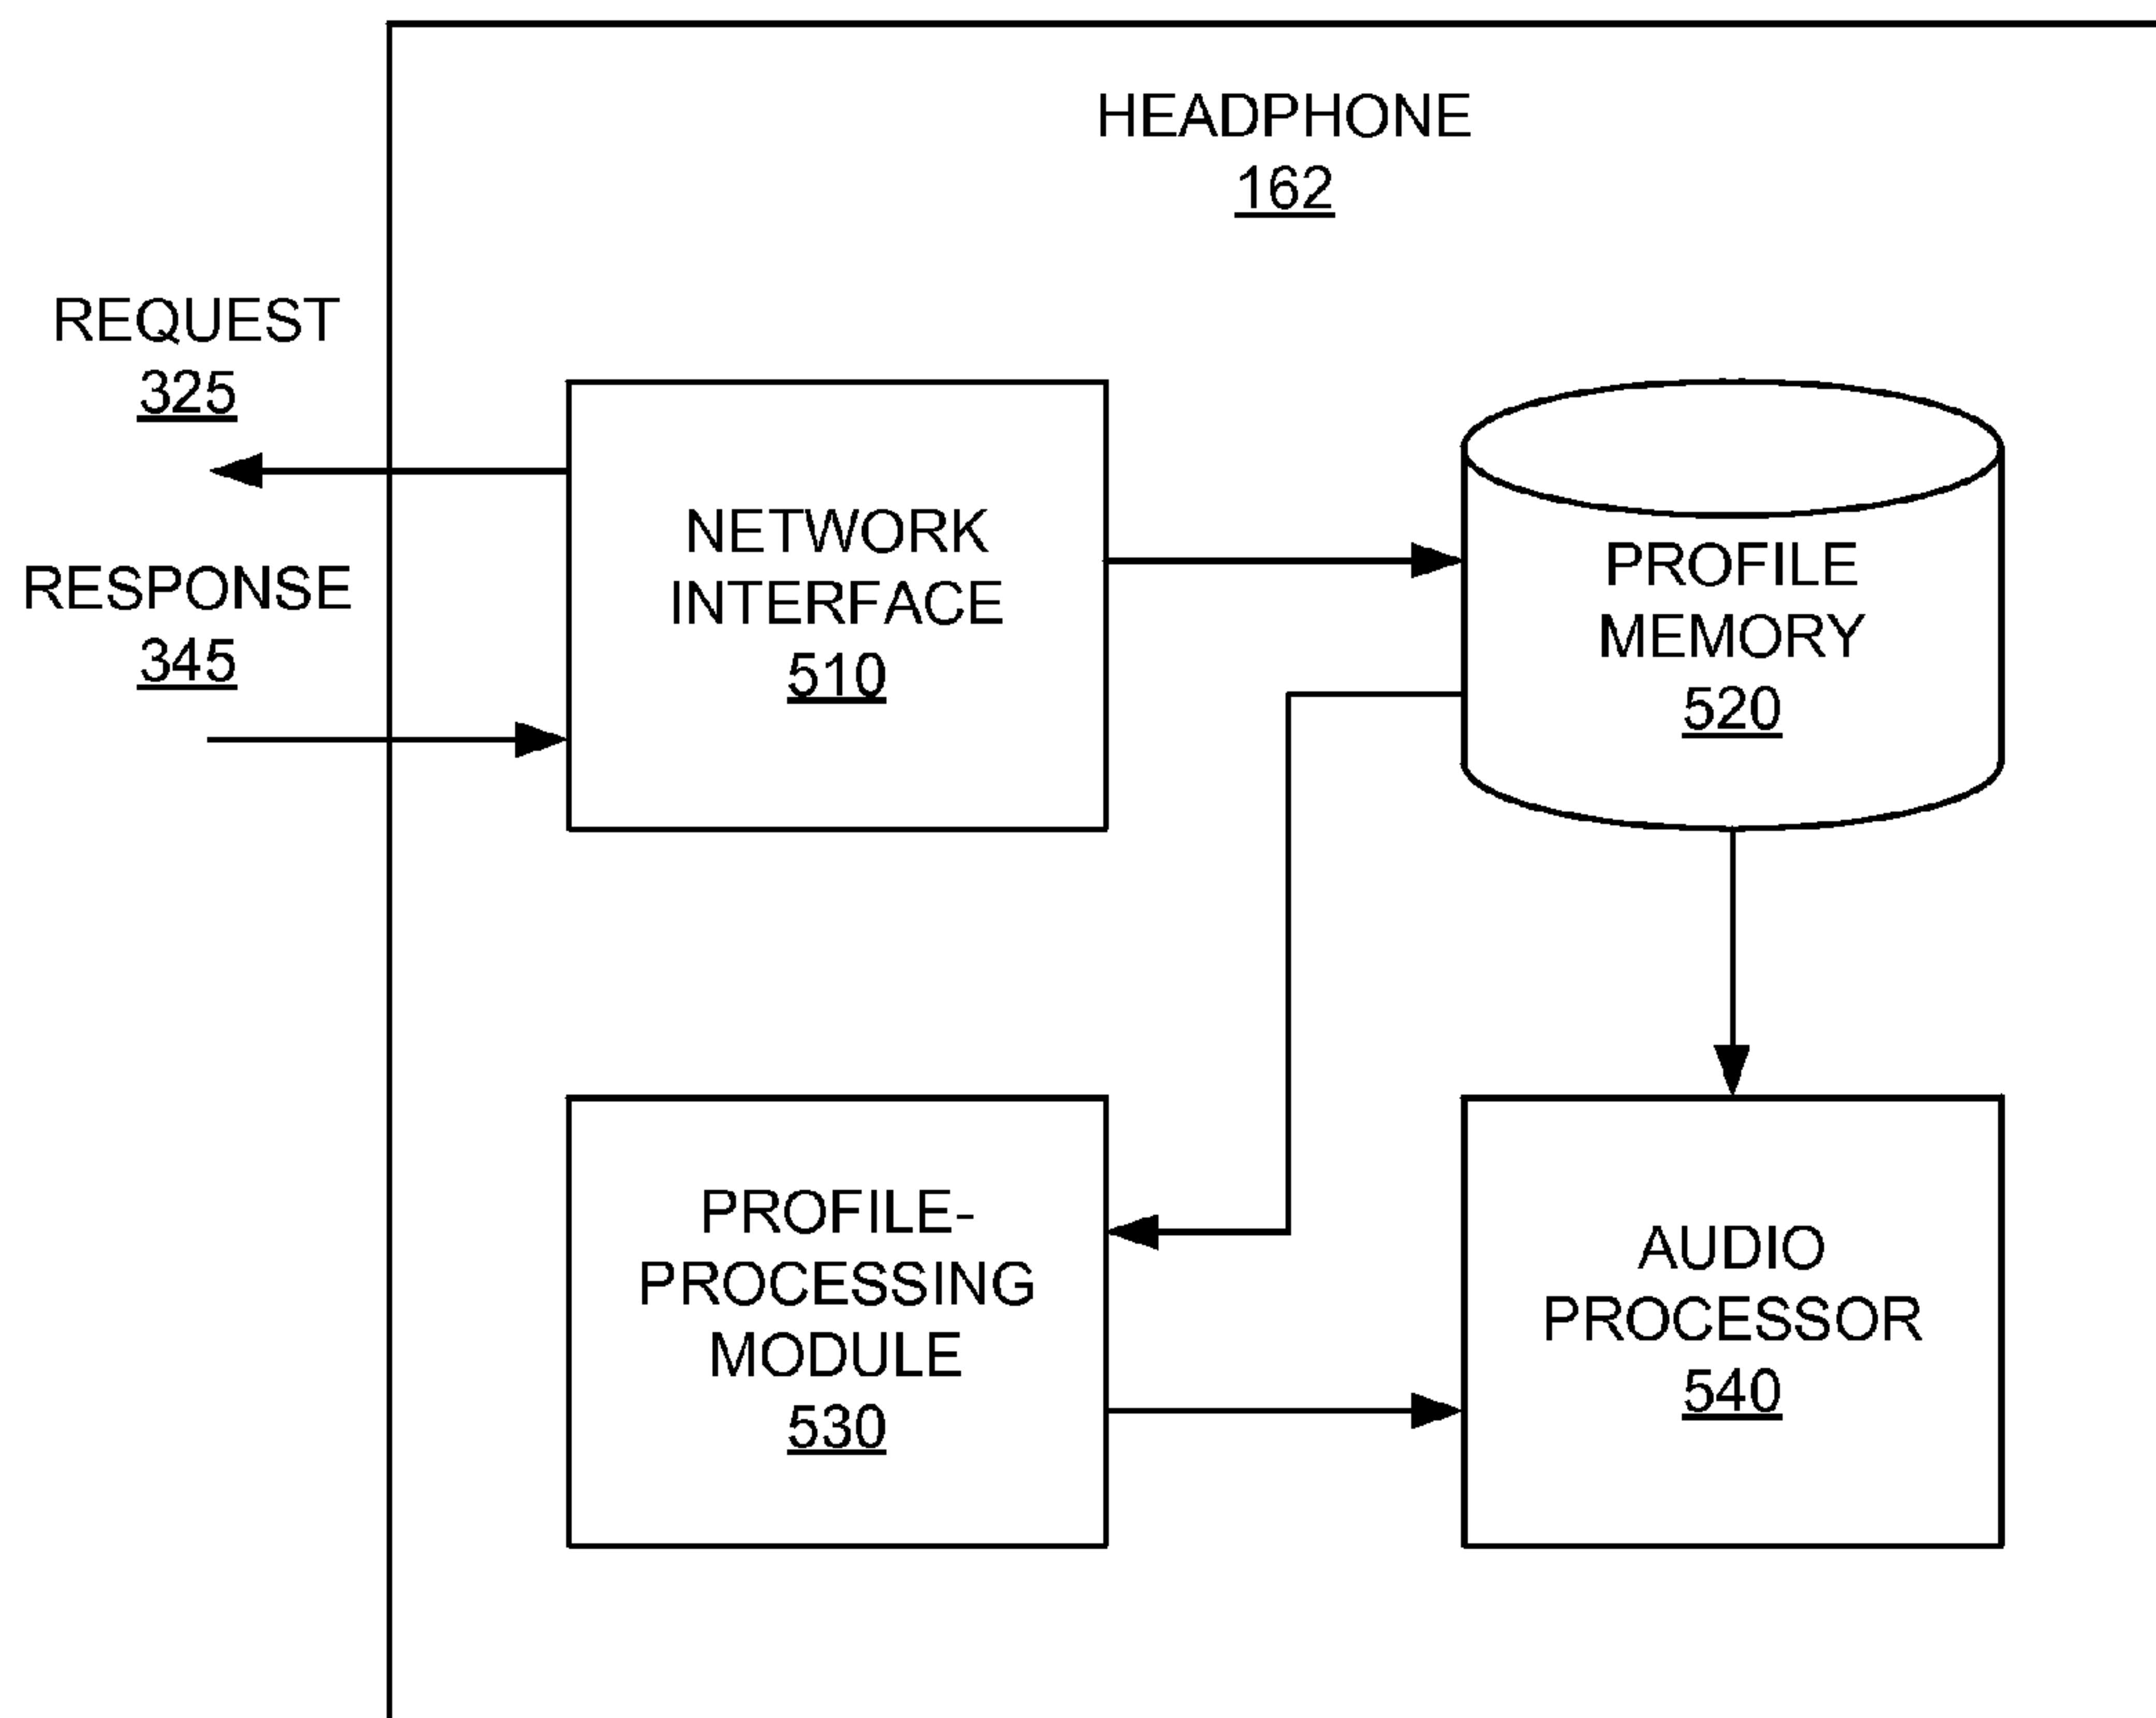 HEADPHONE
162
REQUEST
325
RESPONSE
345
NETWORK
INTERFACE
510
PROFILE
MEMORY
520
PROFILE-
PROCESSING
MODULE
530
AUDIO
PROCESSOR
540